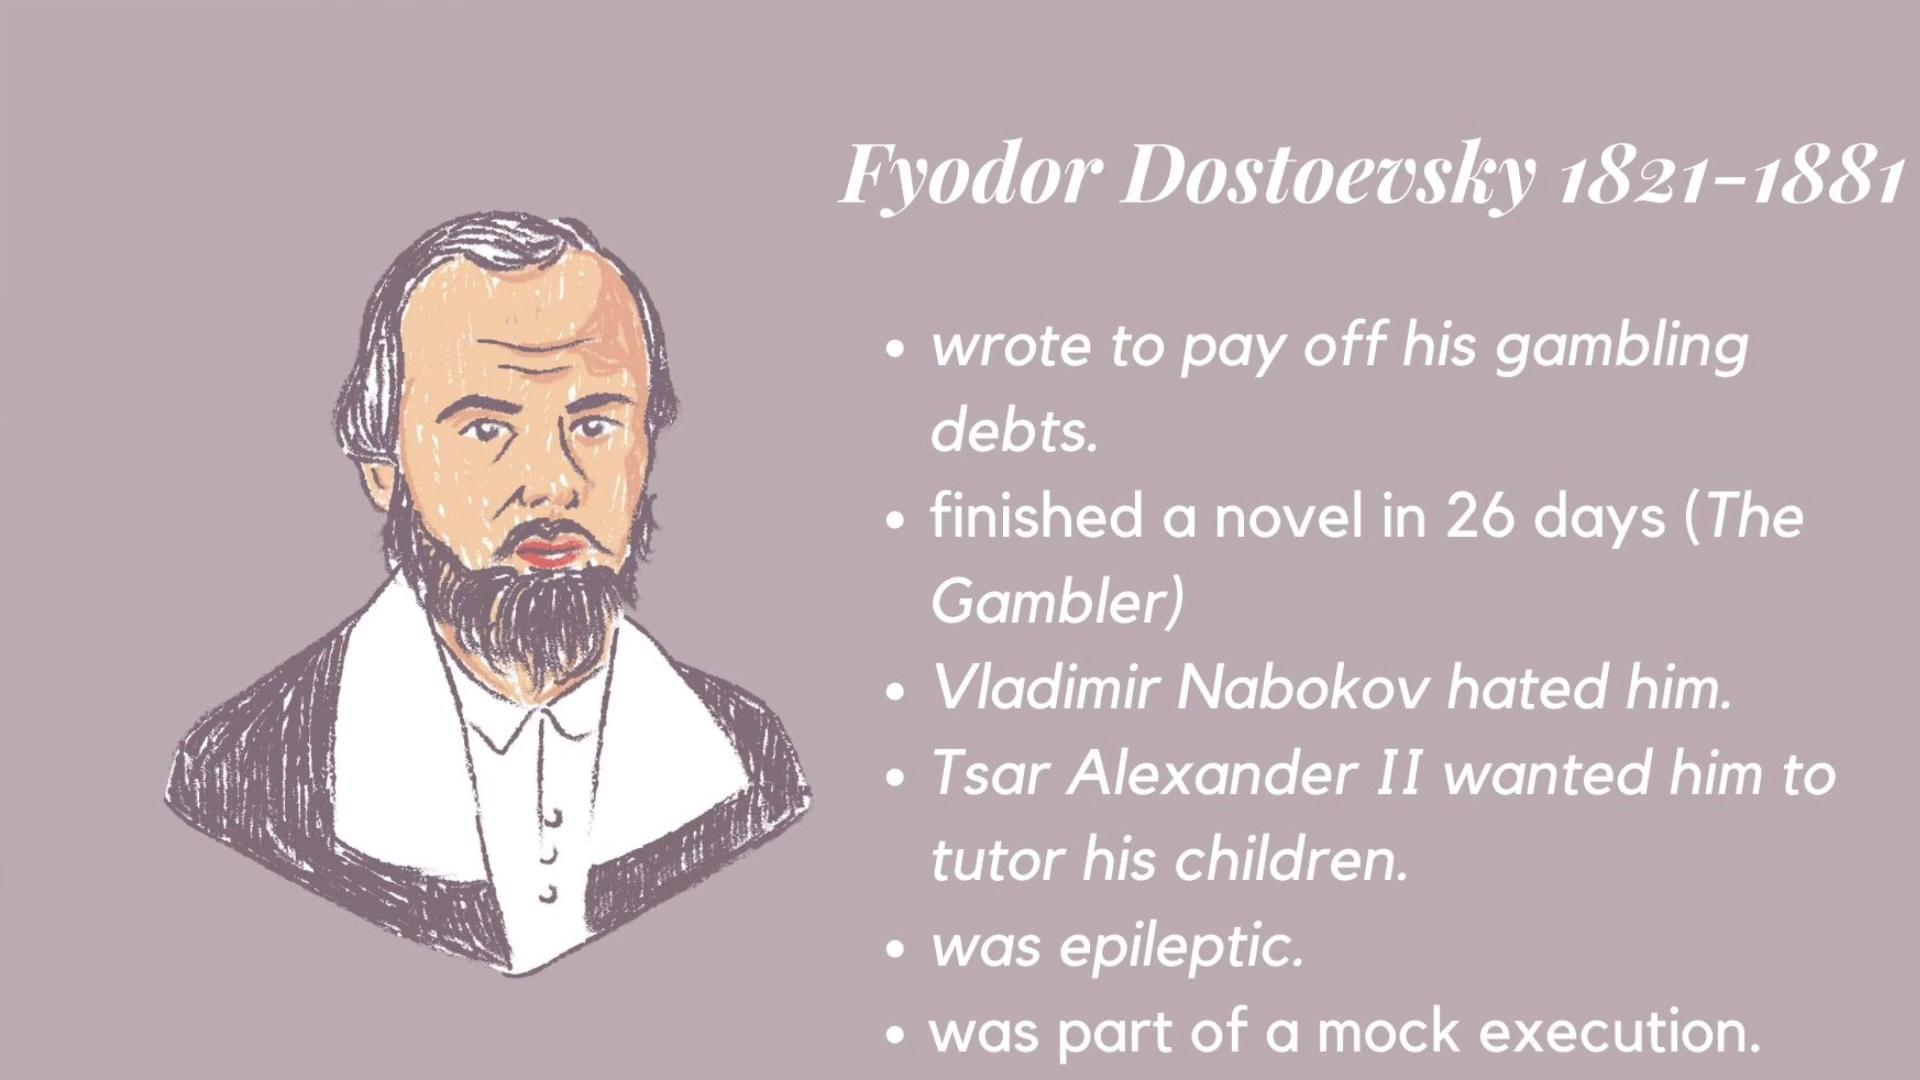 Fyodor Dostoevsky 1821-1881
• wrote to pay off his gambling
debts.
• finished a novel in 26 days (The
Gambler)
• Vladimir Nabokov hated him.
• Tsar Alexander II wanted him to
tutor his children.
• was epileptic.
• was part of a mock execution.